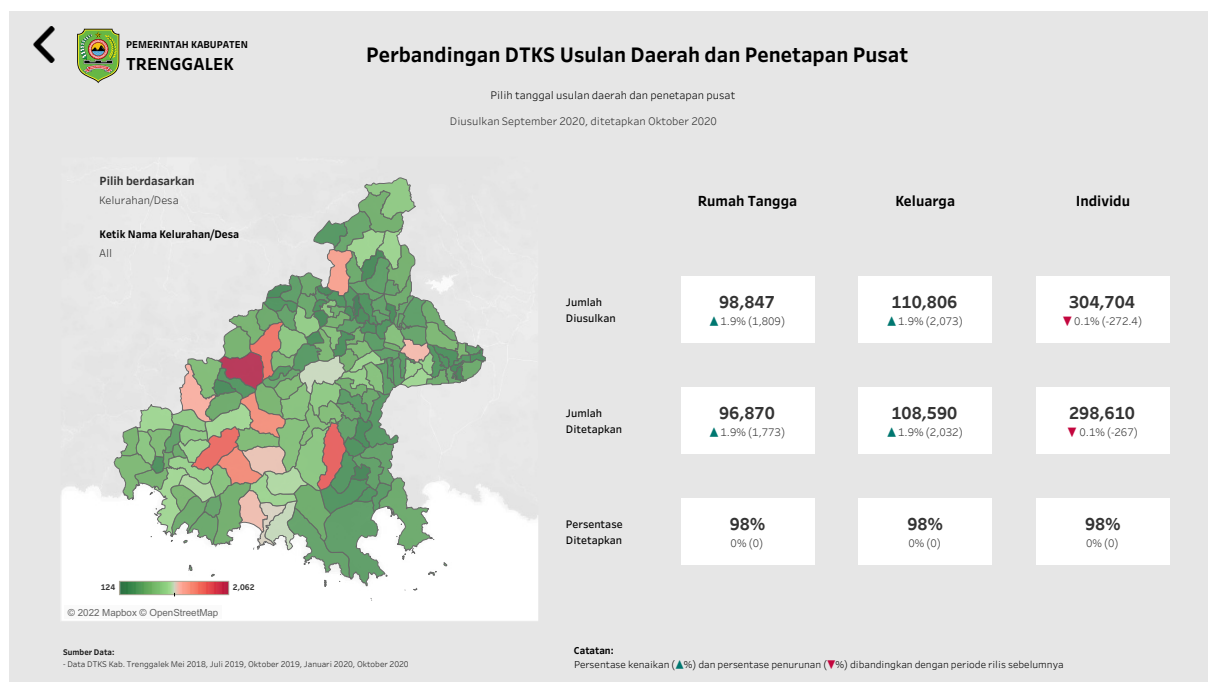 PEMERINTAH KABUPATEN
TRENGGALEK
Perbandingan DTKS Usulan Daerah dan Penetapan Pusat
Pilih tanggal usulan daerah dan penetapan pusat
Diusulkan September 2020, ditetapkan Oktober 2020
Pilih berdasarkan
Kelurahan/Desa
Ketik Nama Kelurahan/Desa
All
124
2,062
© 2022 Mapbox © OpenStreetMap
Rumah Tangga
Keluarga
Individu
Jumlah
Diusulkan
98,847
▲1.9% (1,809)
110,806
▲1.9% (2,073)
304,704
▼0.1% (-272.4)
Jumlah
Ditetapkan
96,870
▲1.9% (1,773)
108,590
▲1.9% (2,032)
298,610
▼0.1% (-267)
Persentase
Ditetapkan
98%
0% (0)
98%
0% (0)
98%
0% (0)
Sumber Data:
- Data DTKS Kab. Trenggalek Mei 2018, Juli 2019, Oktober 2019, Januari 2020, Oktober 2020
Catatan:
Persentase kenaikan (▲%) dan persentase penurunan (▼%) dibandingkan dengan periode rilis sebelumnya